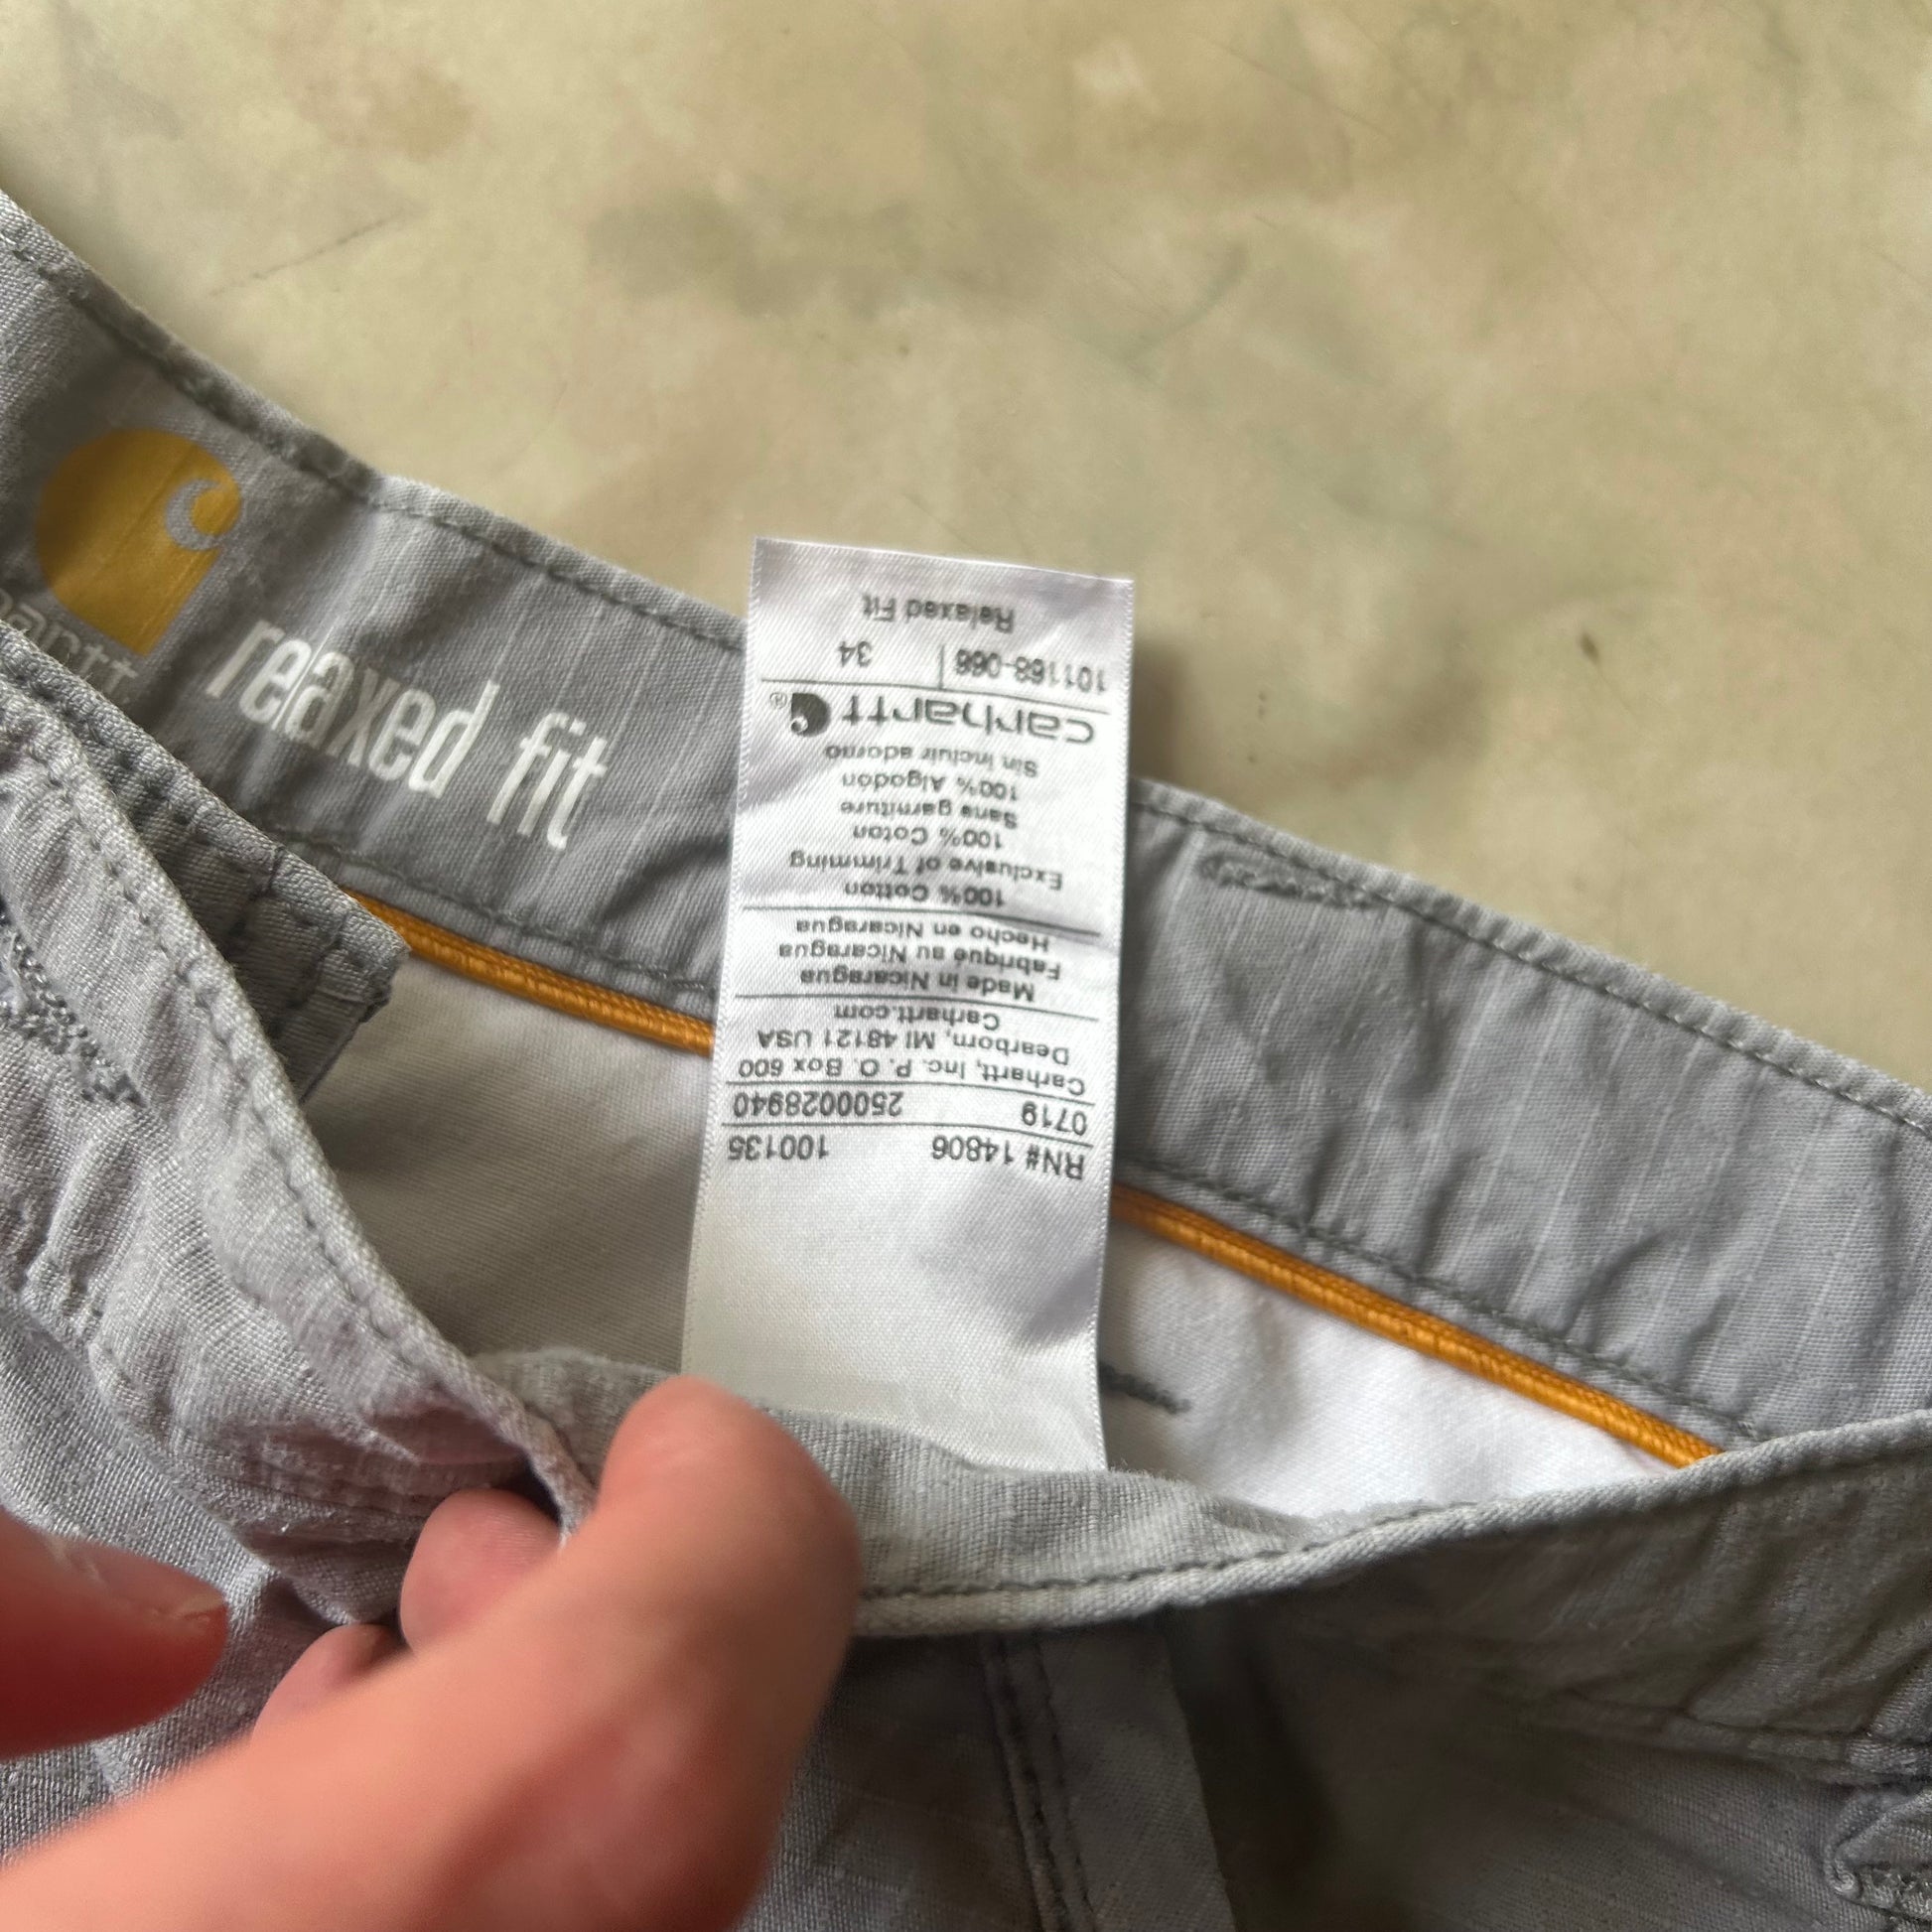 relaxed fit
Relaxed Fit
101168-066 | 34
carhartt
Sin incluir adorno
100% Algodón
Sans garniture
100% Coton
Exclusive of Trimming
100% Cotton
Hecho en Nicaragua
Fabriqué au Nicaragua
Made in Nicaragua
Carhartt.com
Dearborn, MI 48121 USA
Carhartt, Inc. P. O. Box 600
0719 2500028940
RN# 14806 100135